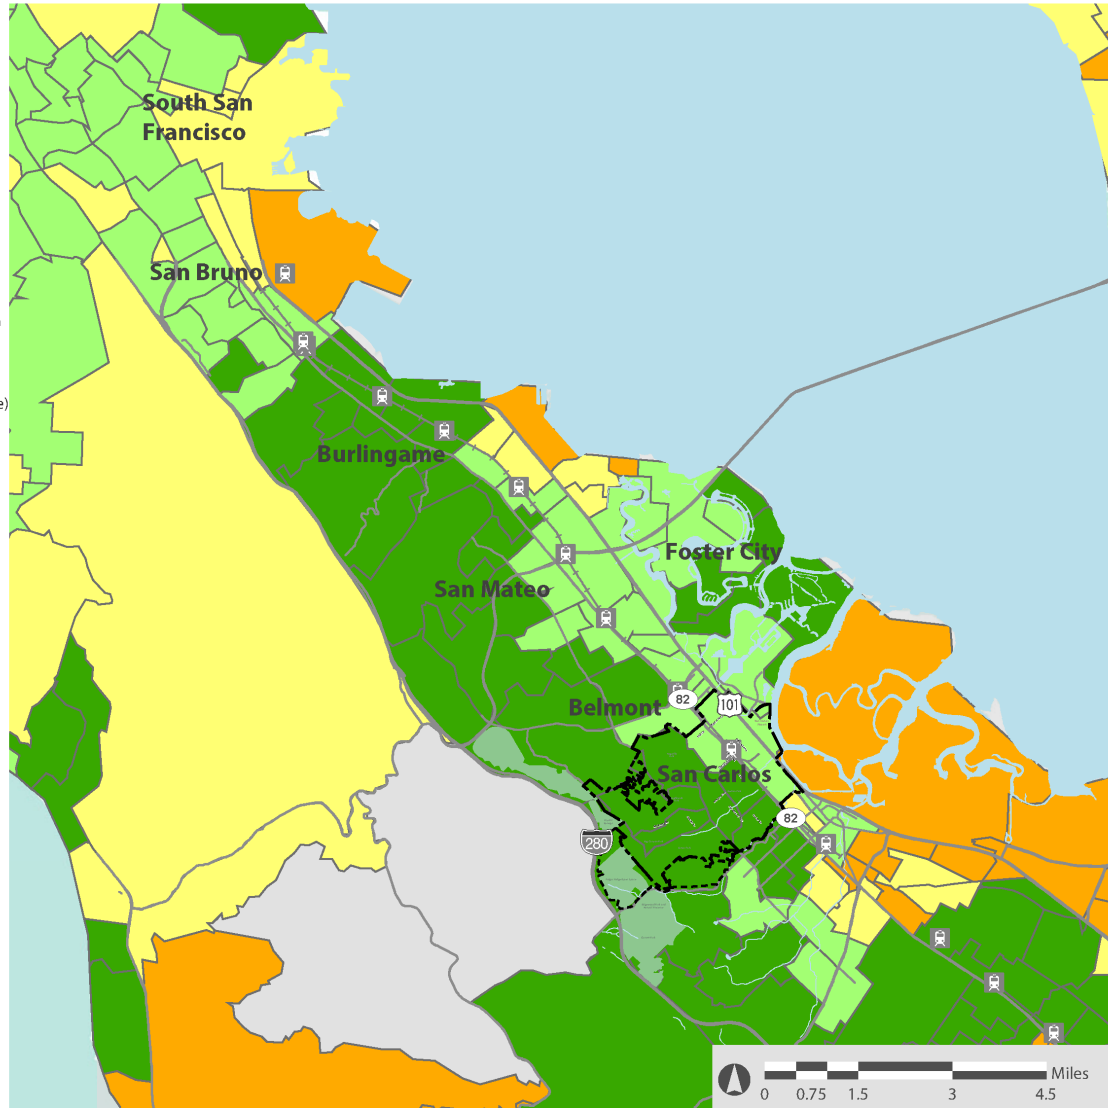 South San
Francisco
San Bruno
e)
Burlingame
Foster City
San Mateo
Belmont
82
101
San Carlos
82
280
Miles
0 0.75 1.5 3 4.5